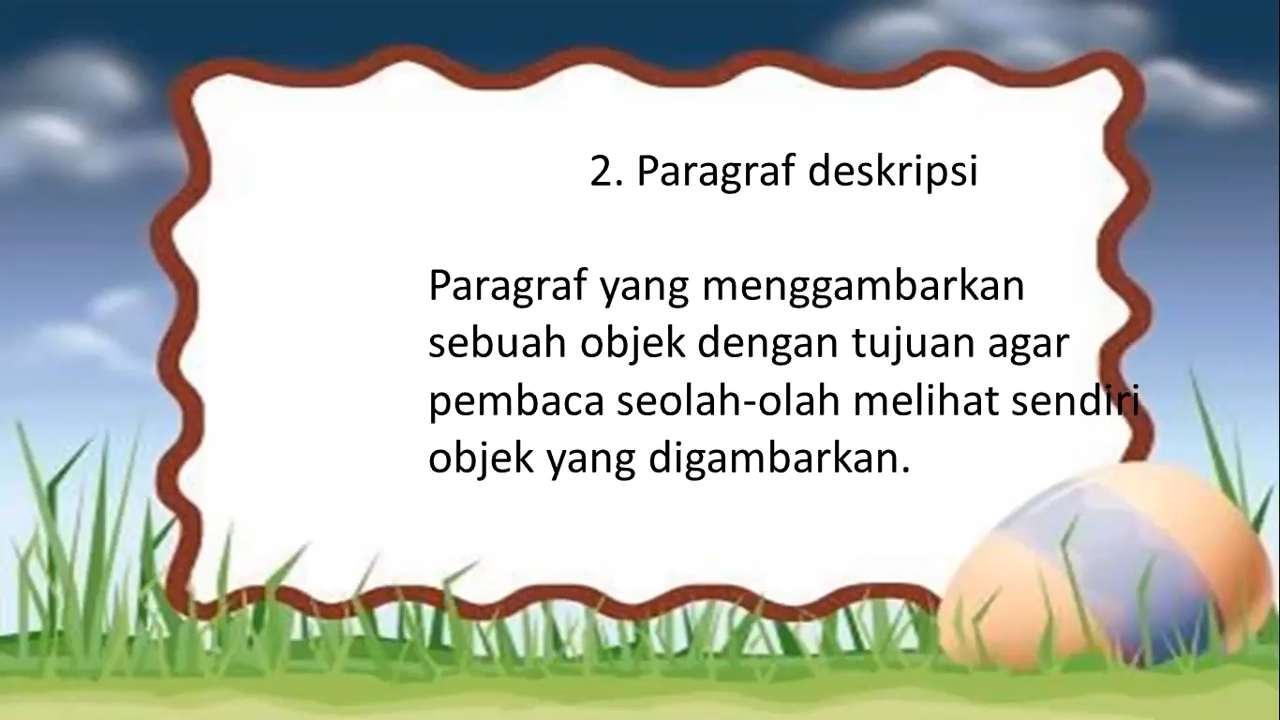 2. Paragraf deskripsi
Paragraf yang menggambarkan
sebuah objek dengan tujuan agar
pembaca seolah-olah melihat sendiri
objek yang digambarkan.